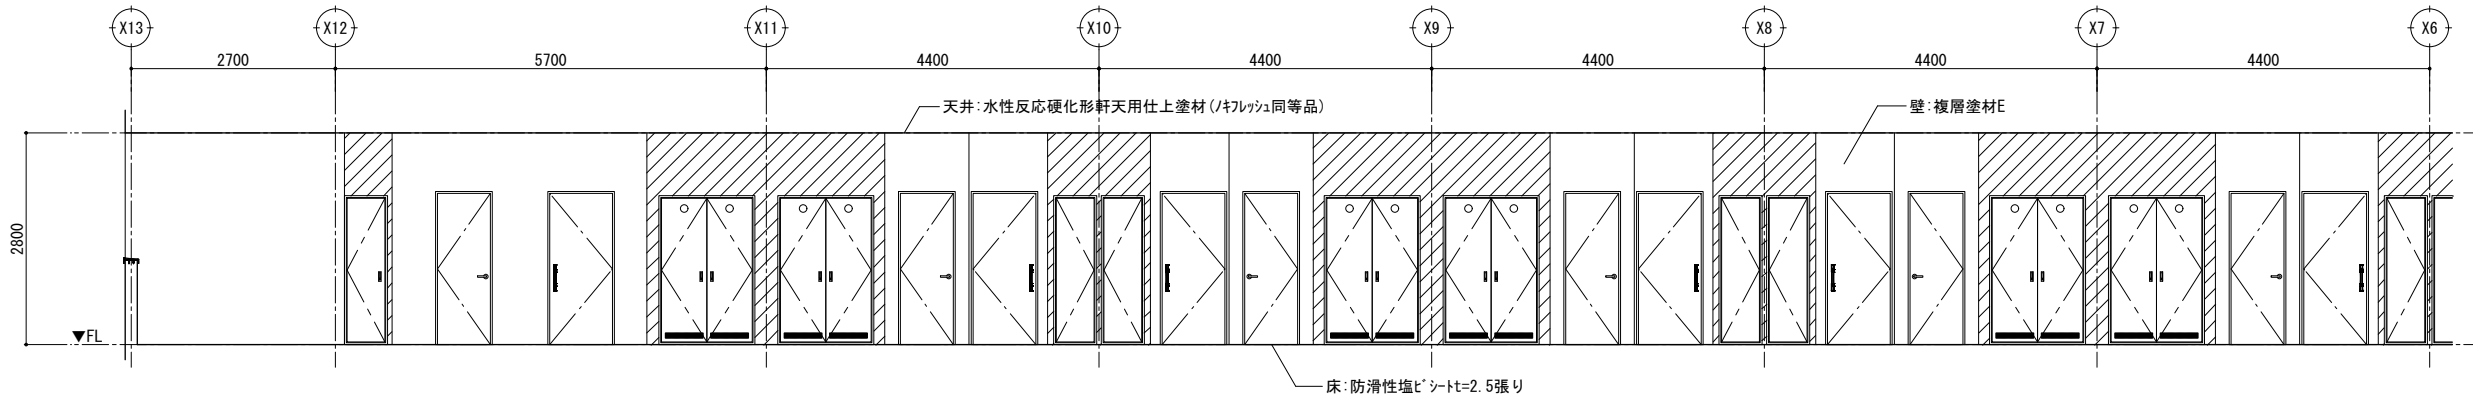 X13 X12 X11 X10 X9 X8 X7 X6
2700 5700 4400 4400 4400 4400 4400
天井:水性反応硬化形軒天用仕上塗材(ノキフレッシュ同等品)
壁:複層塗材E
2800
▼FL
床:防滑性塩ビシートt=2.5張り